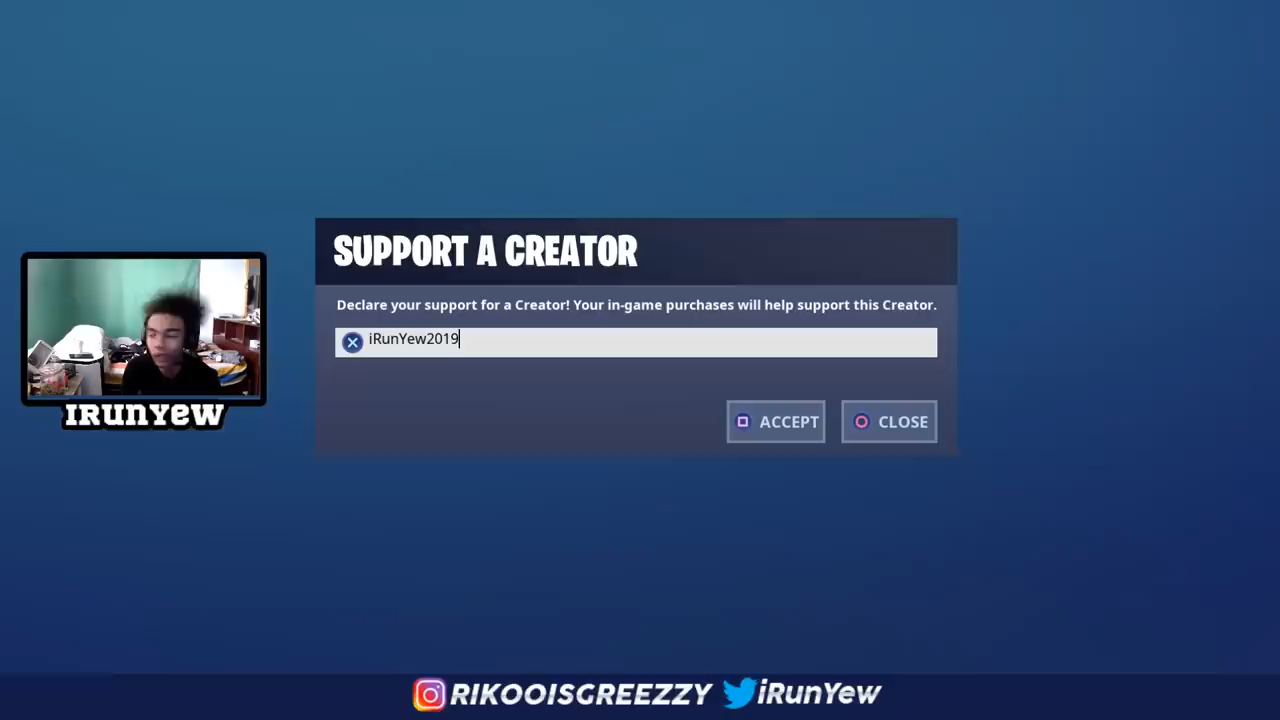 SUPPORT A CREATOR
Declare your support for a Creator! Your in-game purchases will help support this Creator.
iRunYew2019
ACCEPT CLOSE
iRunYew
RIKOOISGREEZZY iRunYew